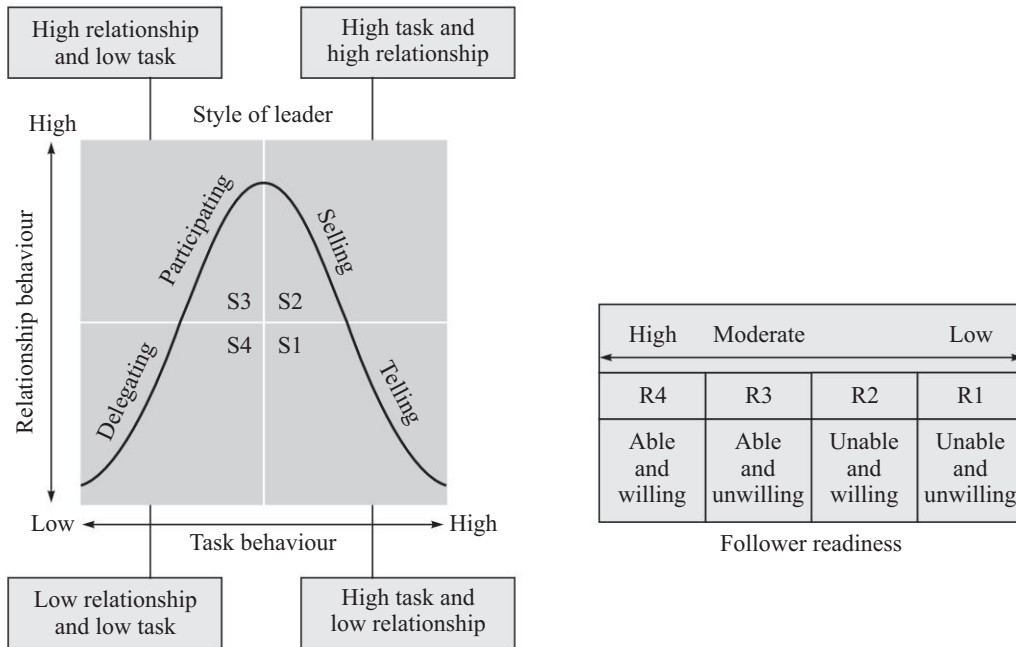 High relationship
and low task
High task and
high relationship
Style of leader
High
Relationship behaviour
Participating
Selling
S3 S2
S4 S1
Delegating
Telling
Low
High
Task behaviour
Low relationship
and low task
High task and
low relationship
High Moderate Low
R4 R3 R2 R1
Able Able Unable Unable
and and and and
willing unwilling willing unwilling
Follower readiness